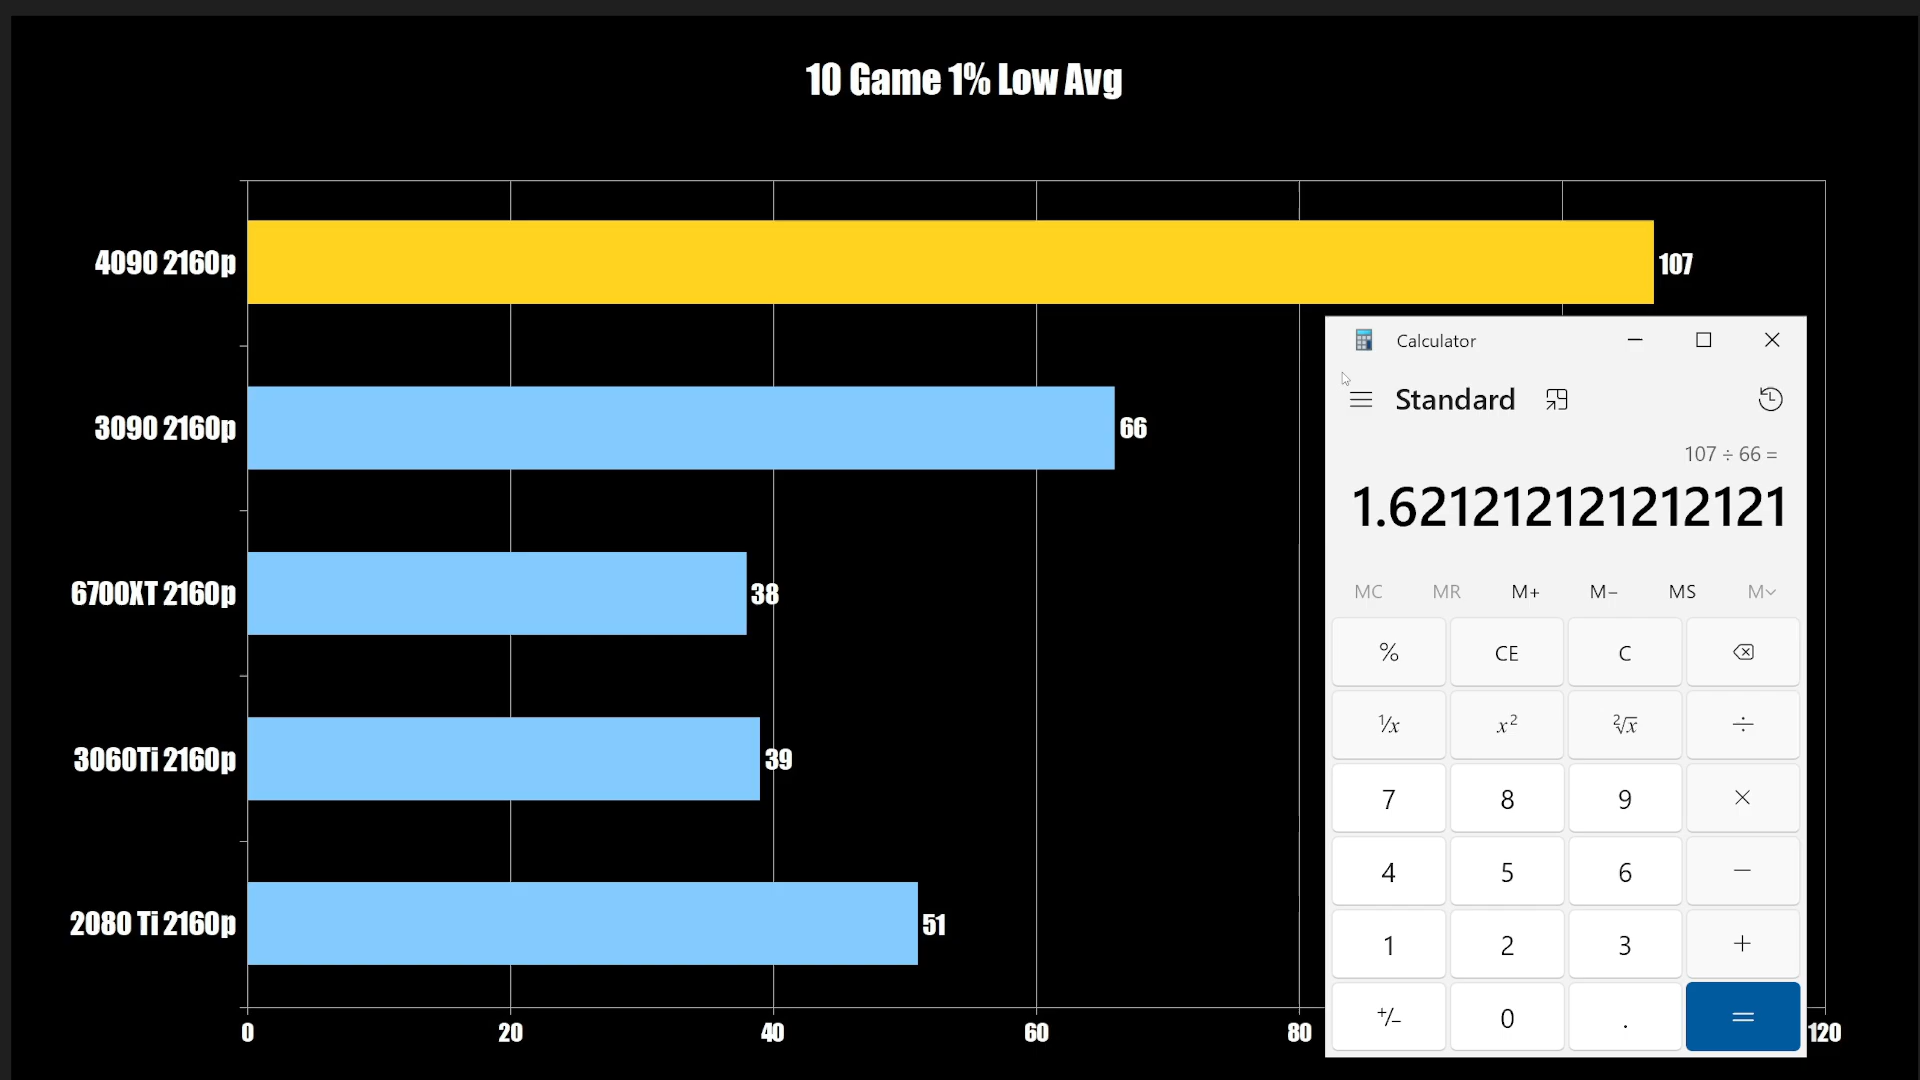 10 Game 1% Low Avg
4090 2160p
107
3090 2160p
66
6700XT 2160p
38
3060Ti 2160p
39
2080 Ti 2160p
51
0
20
40
60
80
120
Calculator
Standard
107 ÷ 66 =
1.621212121212121
MC MR M+ M− MS M˅
% CE C
¹/x x² ²√x ÷
7 8 9 ×
4 5 6 −
1 2 3 +
+/− 0 . =